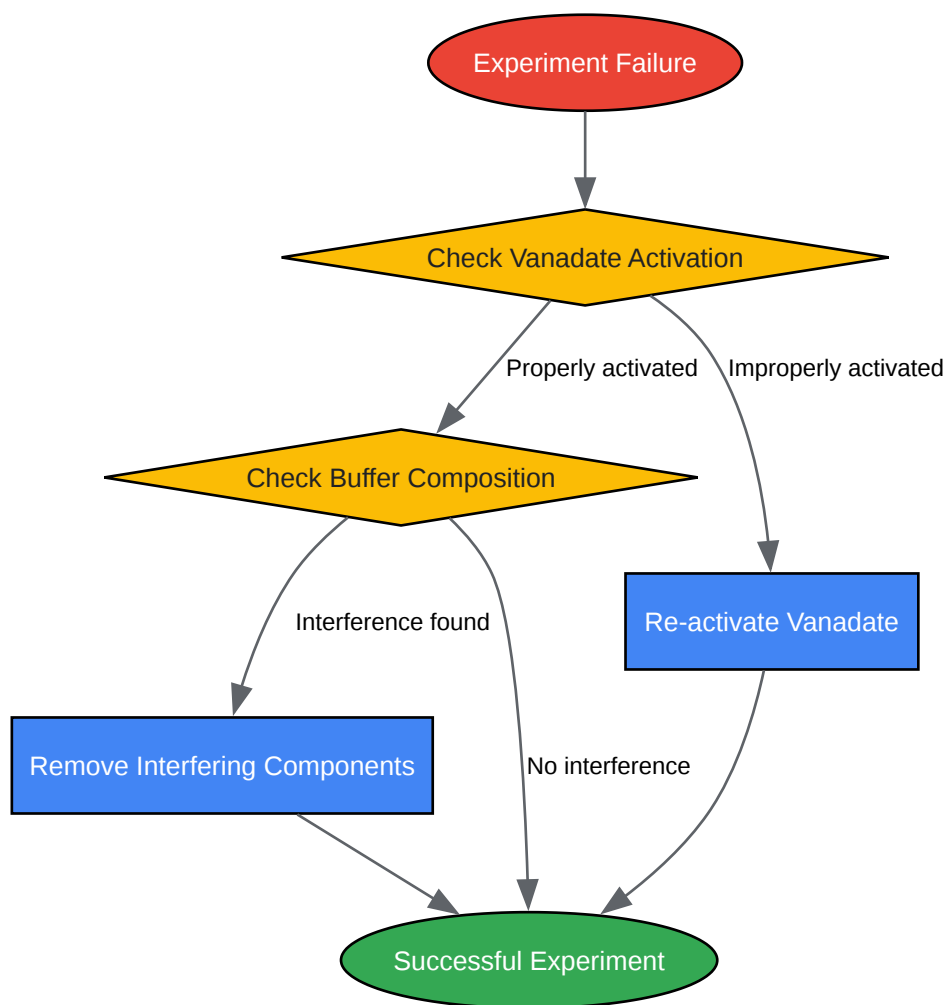 Experiment Failure
Check Vanadate Activation
Properly activated
Improperly activated
Check Buffer Composition
Interference found
Re-activate Vanadate
Remove Interfering Components
No interference
Successful Experiment